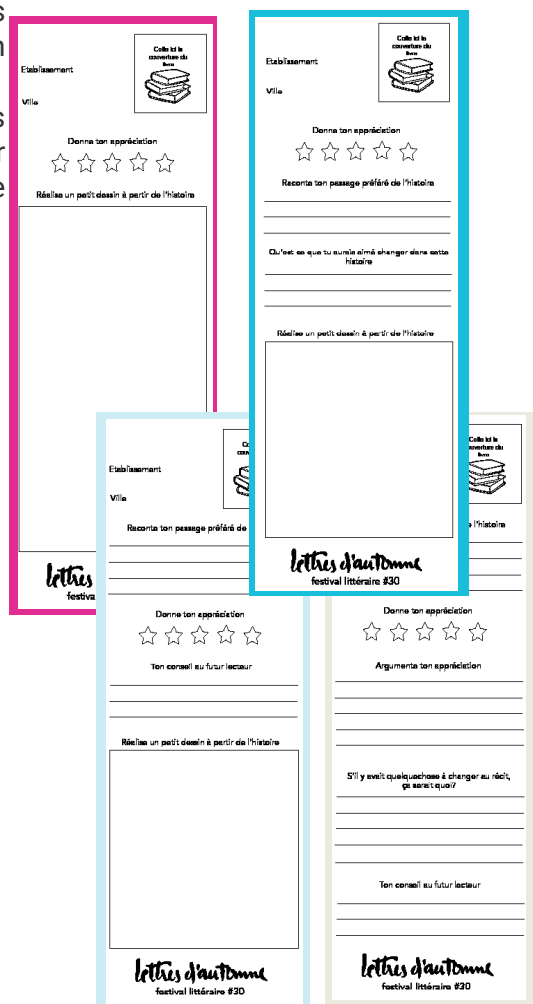 s
n
s
r
e
Colle ici la
couverture du
livre
Etablissement
Ville
Donne ton appréciation
Réalise un petit dessin à partir de l'histoire
lettres
festiva
Colle ici la
couverture du
livre
Etablissement
Ville
Donne ton appréciation
Raconte ton passage préféré de l'histoire
Qu'est ce que tu aurais aimé changer dans cette
histoire
Réalise un petit dessin à partir de l'histoire
lettres d'automne
festival littéraire #30
Co
couv
Etablissement
Ville
Raconte ton passage préféré de
Donne ton appréciation
Ton conseil au futur lecteur
Réalise un petit dessin à partir de l'histoire
lettres d'automne
festival littéraire #30
Colle ici la
couverture du
livre
l'histoire
Donne ton appréciation
Argumente ton appréciation
S'il y avait quelquechose à changer au récit,
ça serait quoi?
Ton conseil au futur lecteur
lettres d'automne
festival littéraire #30